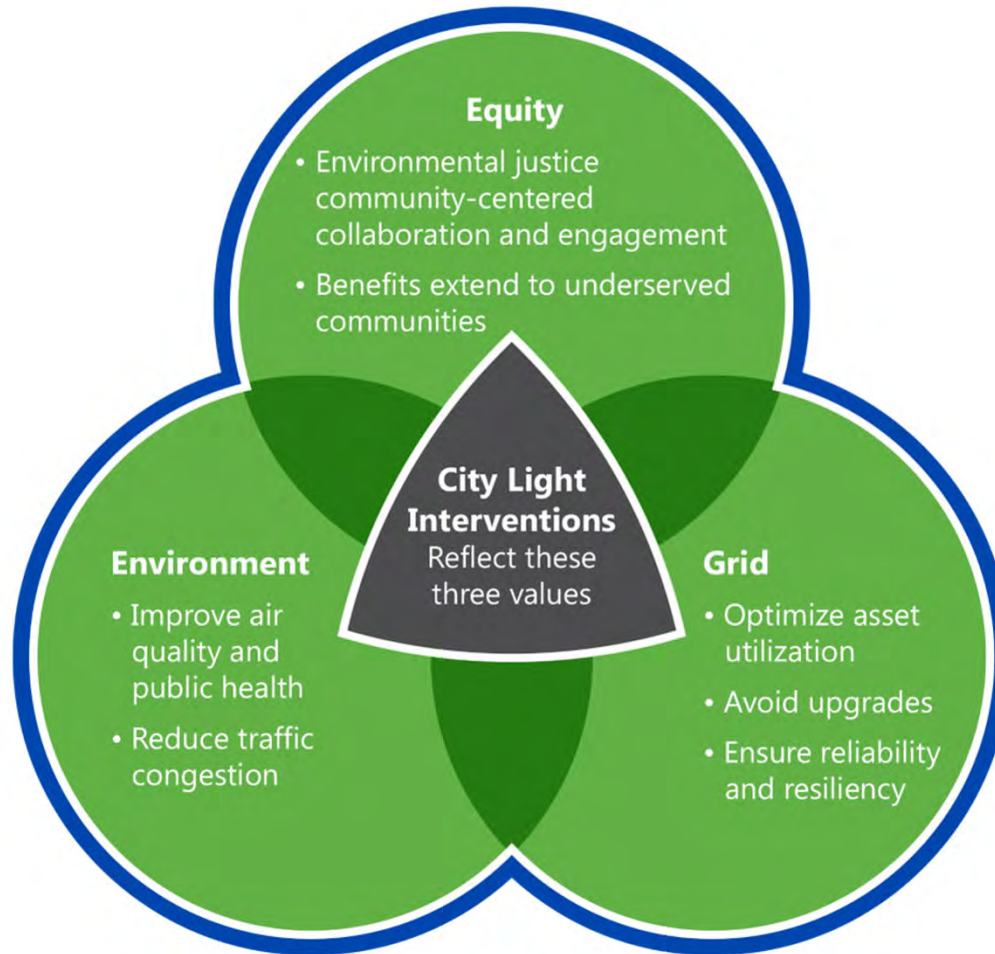 Equity
• Environmental justice
community-centered
collaboration and engagement
• Benefits extend to underserved
communities
City Light
Interventions
Reflect these
three values
Environment
• Improve air
quality and
public health
• Reduce traffic
congestion
Grid
• Optimize asset
utilization
• Avoid upgrades
• Ensure reliability
and resiliency